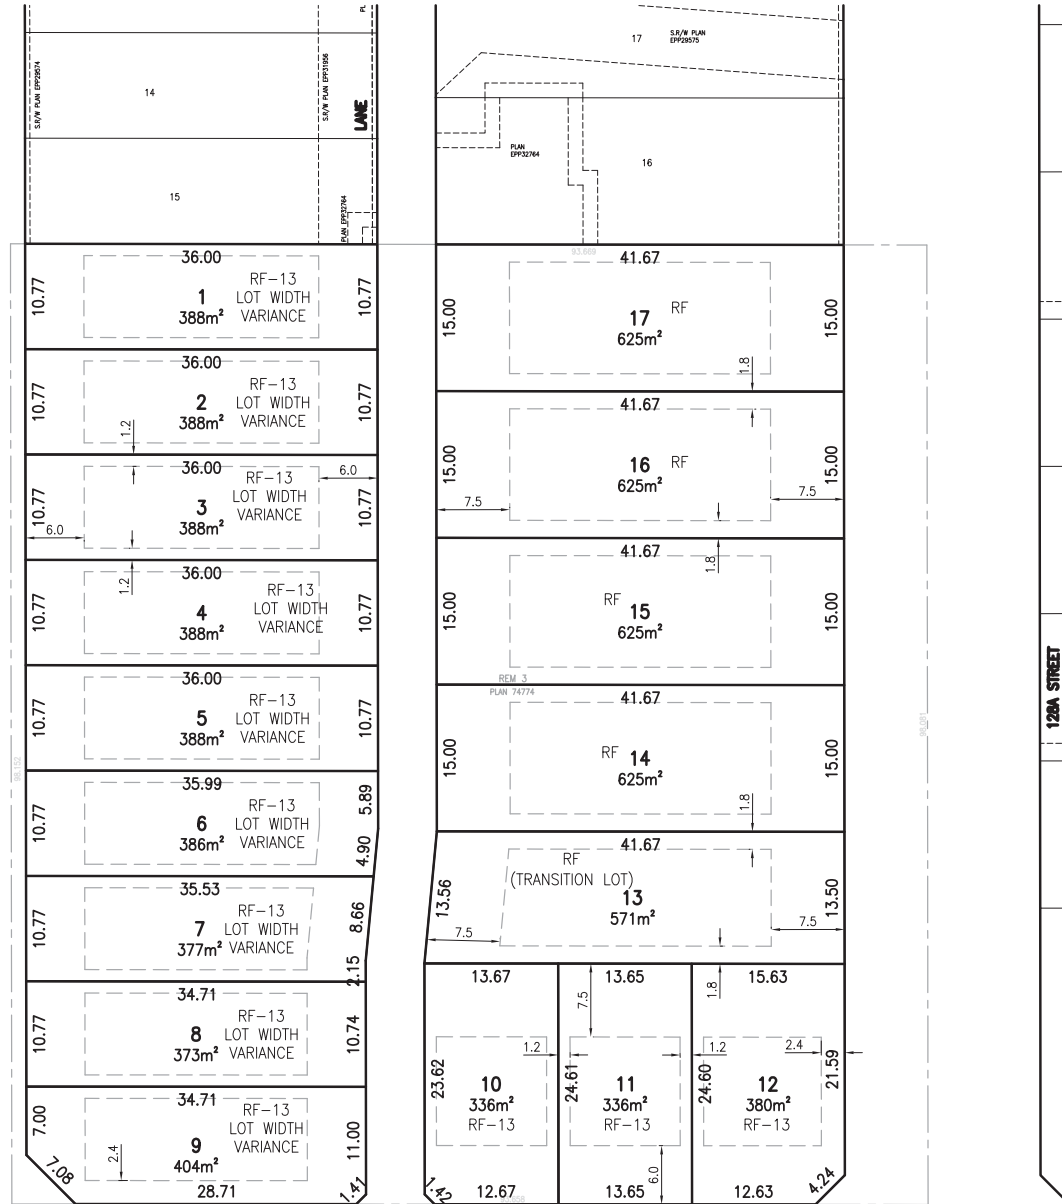 PL
S.R/W PLAN EPP29574
14
S.R/W PLAN EPP31956
LANE
15
PLAN EPP32764
17
S.R/W PLAN
EPP29575
PLAN
EPP32764
16
93.669
36.00
10.77
1
388m²
RF-13
LOT WIDTH
VARIANCE
10.77
36.00
10.77
2
388m²
RF-13
LOT WIDTH
VARIANCE
10.77
1.2
36.00
10.77
3
388m²
RF-13
LOT WIDTH
VARIANCE
6.0
10.77
6.0
1.2
36.00
10.77
4
388m²
RF-13
LOT WIDTH
VARIANCE
10.77
36.00
10.77
5
388m²
RF-13
LOT WIDTH
VARIANCE
10.77
98.152
35.99
10.77
6
386m²
RF-13
LOT WIDTH
VARIANCE
5.89
4.90
35.53
10.77
7
377m²
RF-13
LOT WIDTH
VARIANCE
8.66
2.15
34.71
10.77
8
373m²
RF-13
LOT WIDTH
VARIANCE
10.74
34.71
7.00
9
404m²
RF-13
LOT WIDTH
VARIANCE
11.00
2.4
7.08
28.71
1.41
41.67
15.00
17
625m²
RF
15.00
1.8
41.67
15.00
16
625m²
RF
15.00
7.5
7.5
1.8
41.67
15.00
RF
15
625m²
15.00
REM 3
PLAN 74774
41.67
15.00
RF
14
625m²
15.00
1.8
98.081
128A STREET
41.67
RF
(TRANSITION LOT)
13
571m²
13.56
13.50
7.5
7.5
1.8
13.67
13.65
15.63
7.5
1.2
1.2
2.4
23.62
10
336m²
RF-13
24.61
11
336m²
RF-13
24.60
12
380m²
RF-13
21.59
6.0
1.42
12.67
13.65
12.63
4.24